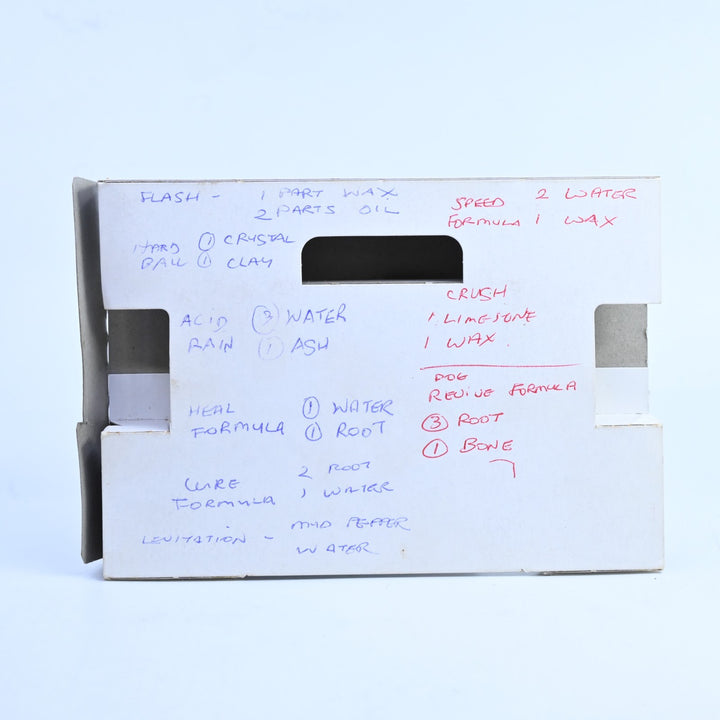 FLASH - 1 PART WAX
2 PARTS OIL
HARD 1 CRYSTAL
BALL 1 CLAY
ACID 3 WATER
RAIN 1 ASH
HEAL 1 WATER
FORMULA 1 ROOT
CURE 2 ROOT
FORMULA 1 WATER
LEVITATION - MUD PEPPER
WATER
SPEED 2 WATER
FORMULA 1 WAX
CRUSH
1 LIMESTONE
1 WAX
DOG
REVIVE FORMULA
3 ROOT
1 BONE